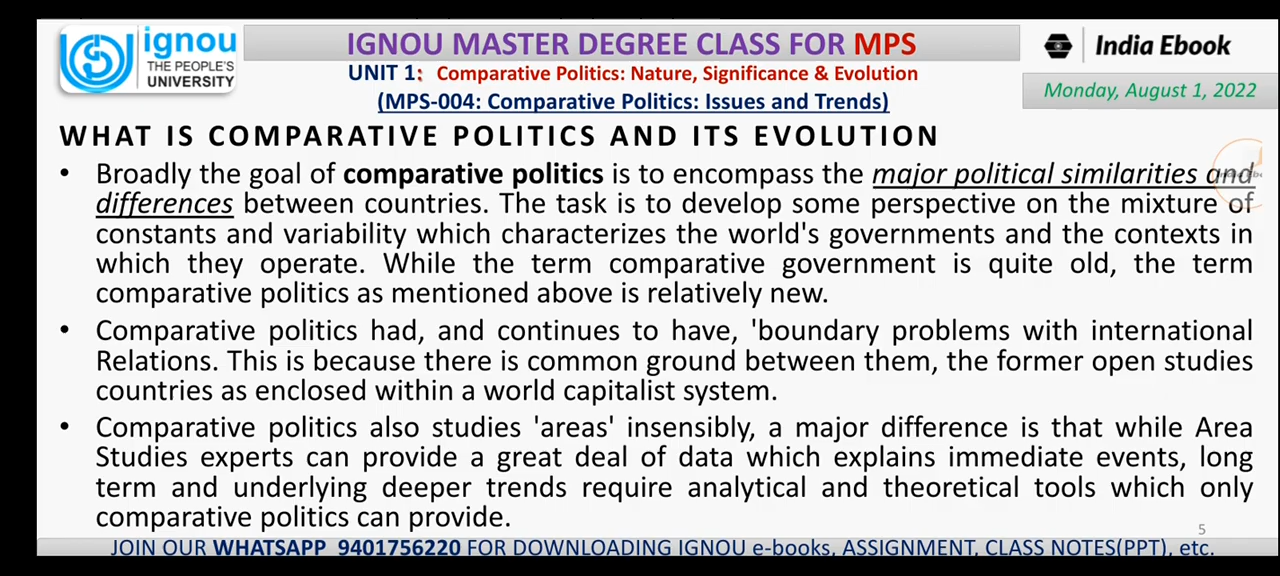 ignou
THE PEOPLE'S
UNIVERSITY
IGNOU MASTER DEGREE CLASS FOR MPS
UNIT 1: Comparative Politics: Nature, Significance & Evolution
(MPS-004: Comparative Politics: Issues and Trends)
India Ebook
Monday, August 1, 2022
WHAT IS COMPARATIVE POLITICS AND ITS EVOLUTION
• Broadly the goal of comparative politics is to encompass the major political similarities and
differences between countries. The task is to develop some perspective on the mixture of
constants and variability which characterizes the world's governments and the contexts in
which they operate. While the term comparative government is quite old, the term
comparative politics as mentioned above is relatively new.
• Comparative politics had, and continues to have, 'boundary problems with international
Relations. This is because there is common ground between them, the former open studies
countries as enclosed within a world capitalist system.
• Comparative politics also studies 'areas' insensibly, a major difference is that while Area
Studies experts can provide a great deal of data which explains immediate events, long
term and underlying deeper trends require analytical and theoretical tools which only
comparative politics can provide.
5
JOIN OUR WHATSAPP 9401756220 FOR DOWNLOADING IGNOU e-books, ASSIGNMENT, CLASS NOTES(PPT), etc.